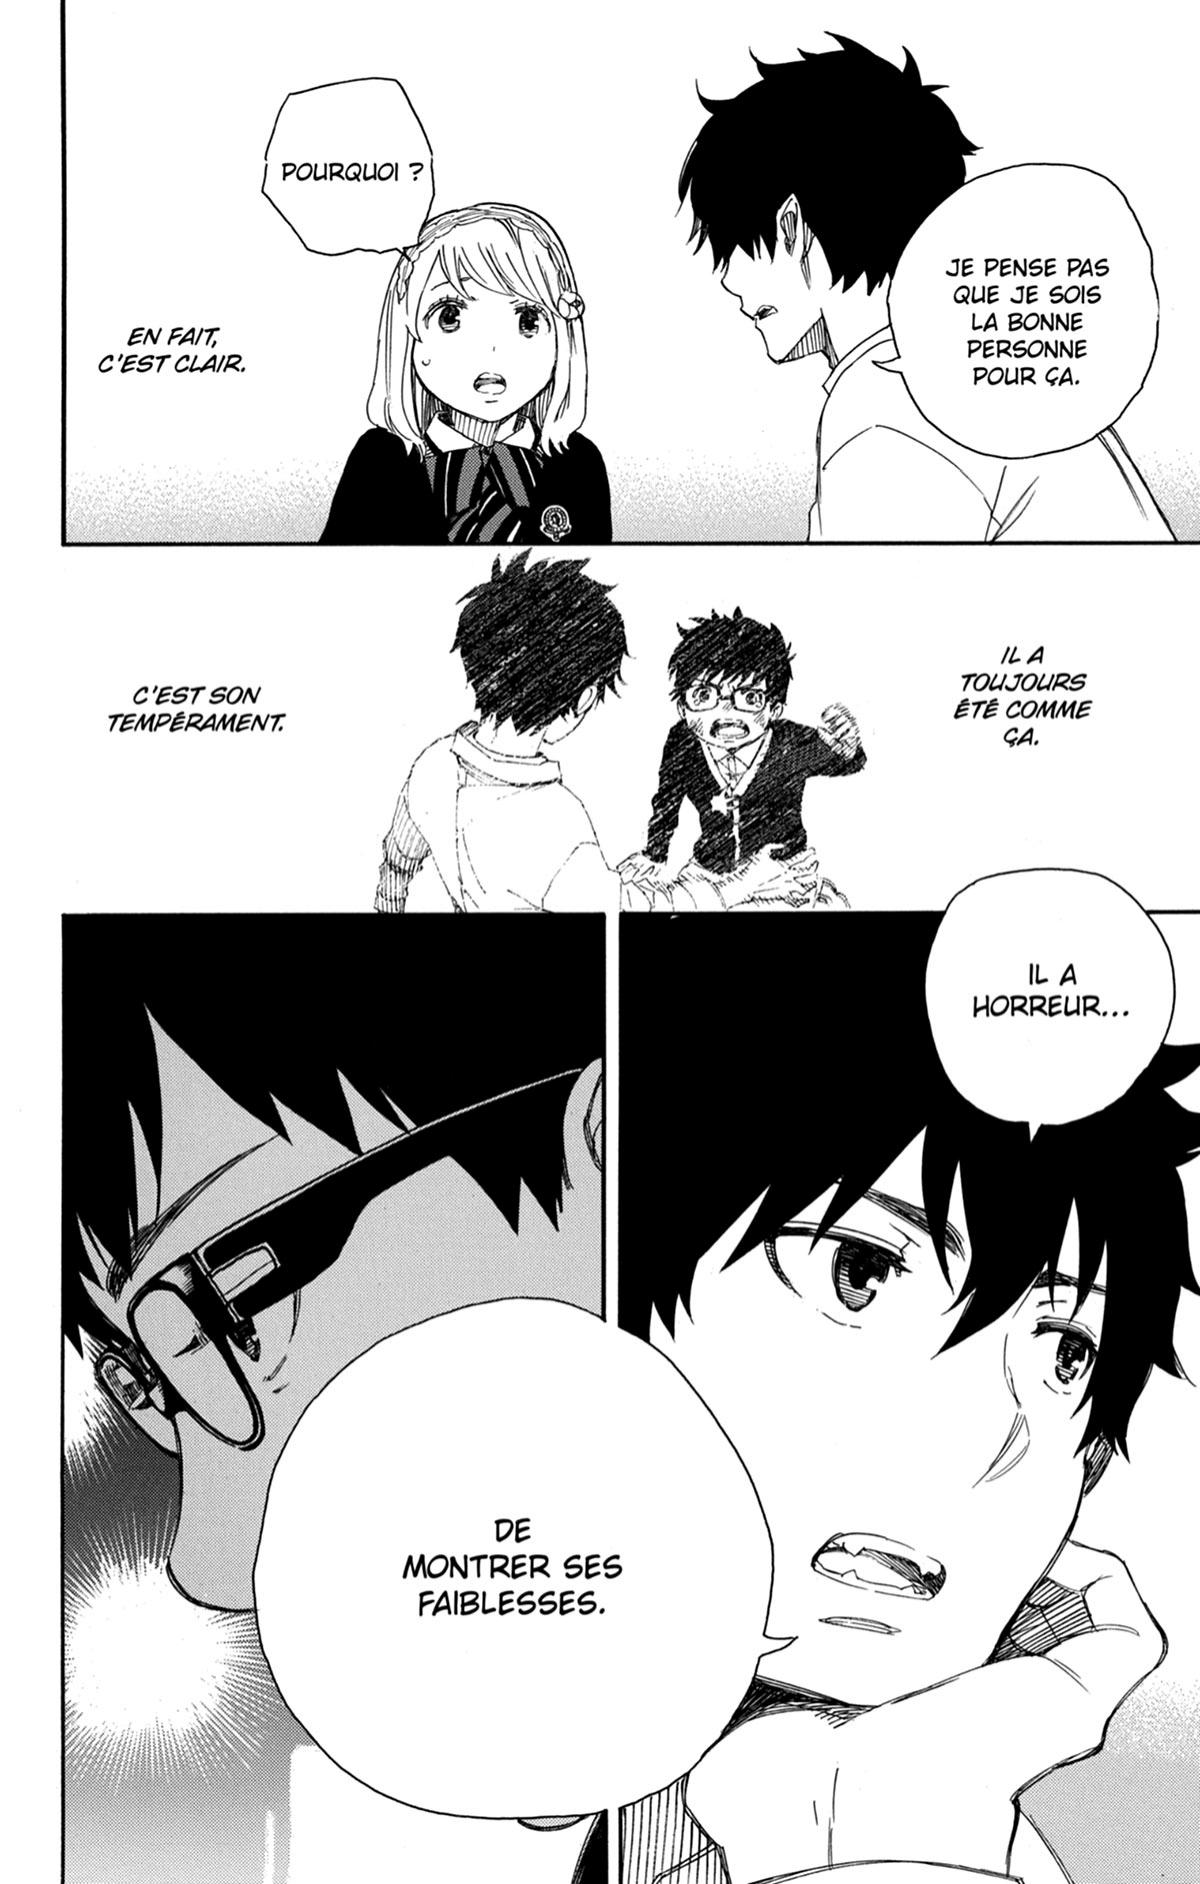 JE PENSE PAS
QUE JE SOIS
LA BONNE
PERSONNE
POUR ÇA.
POURQUOI ?
EN FAIT,
C'EST CLAIR.
IL A
TOUJOURS
ÉTÉ COMME
ÇA.
C'EST SON
TEMPÉRAMENT.
IL A
HORREUR...
DE
MONTRER SES
FAIBLESSES.